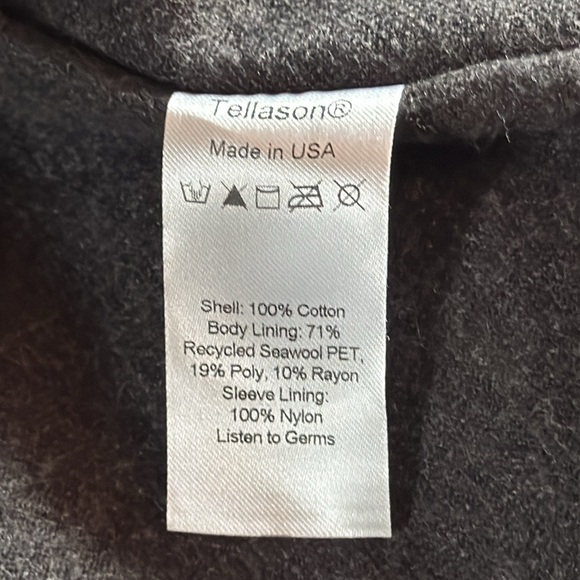 Tellason®
Made in USA
Shell: 100% Cotton
Body Lining: 71%
Recycled Seawool PET,
19% Poly, 10% Rayon
Sleeve Lining:
100% Nylon
Listen to Germs